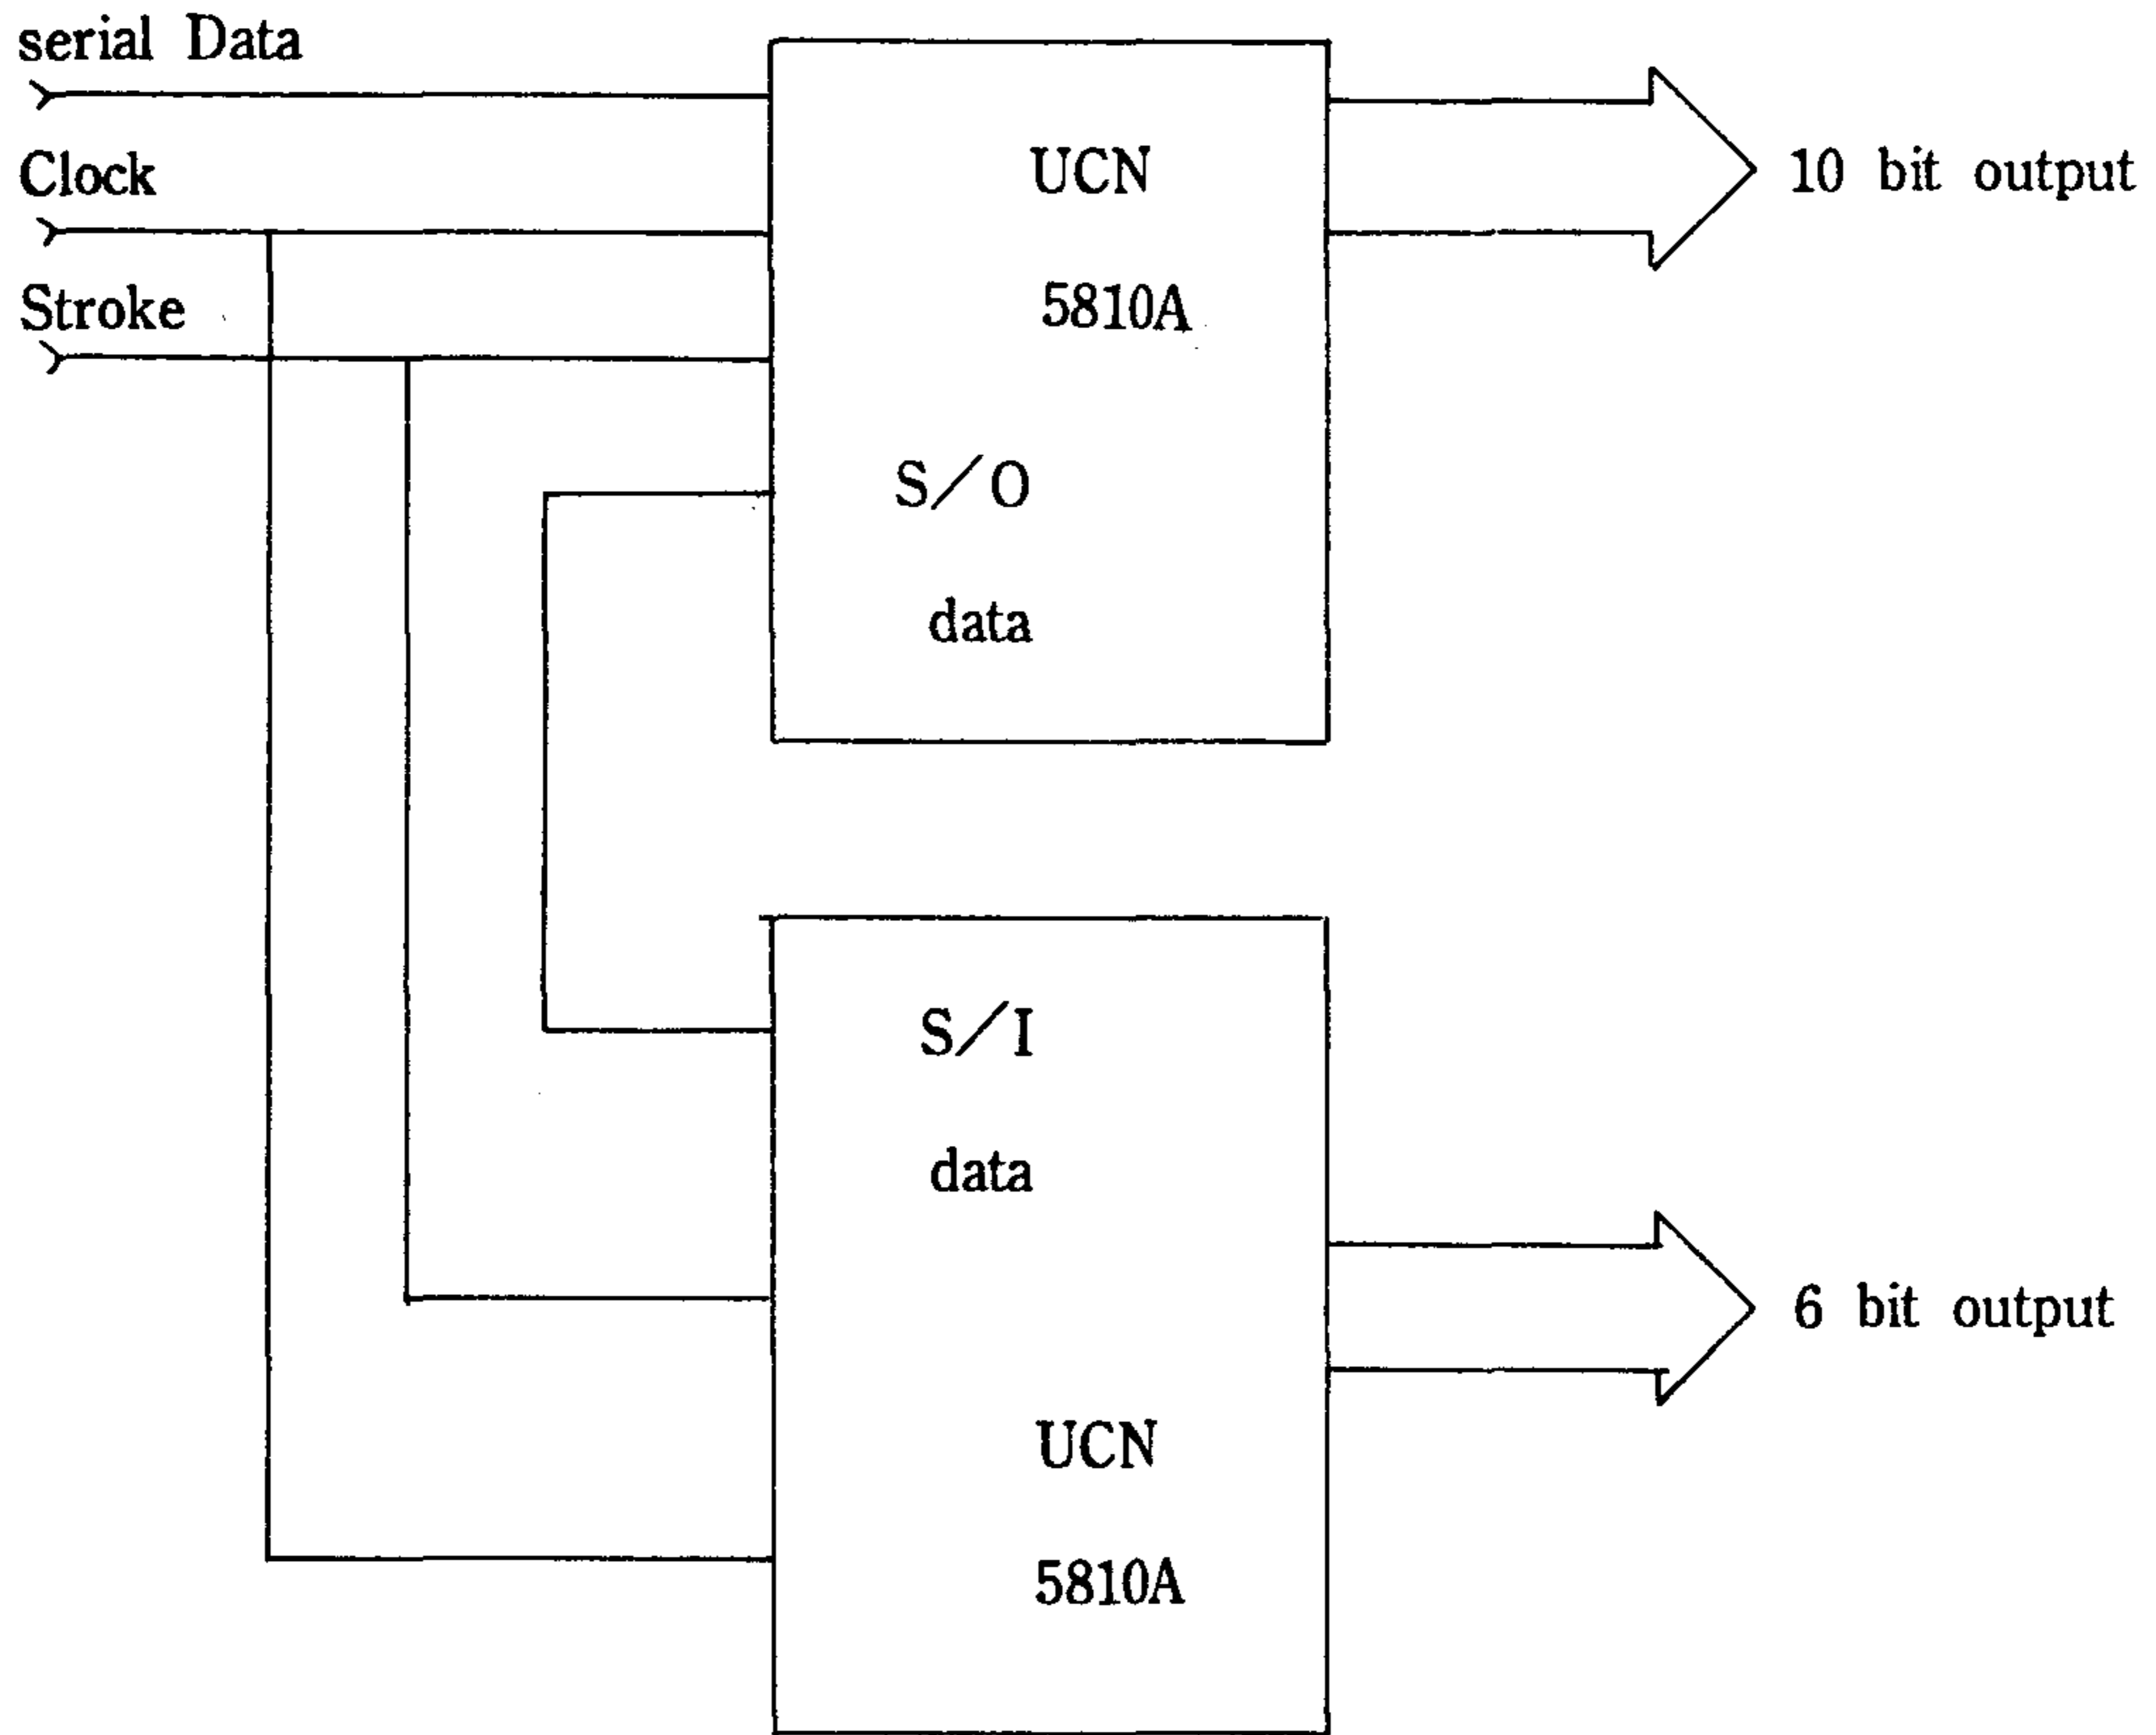 serial Data
Clock
Stroke
UCN
5810A
S/O
data
10 bit output
S/I
data
UCN
5810A
6 bit output